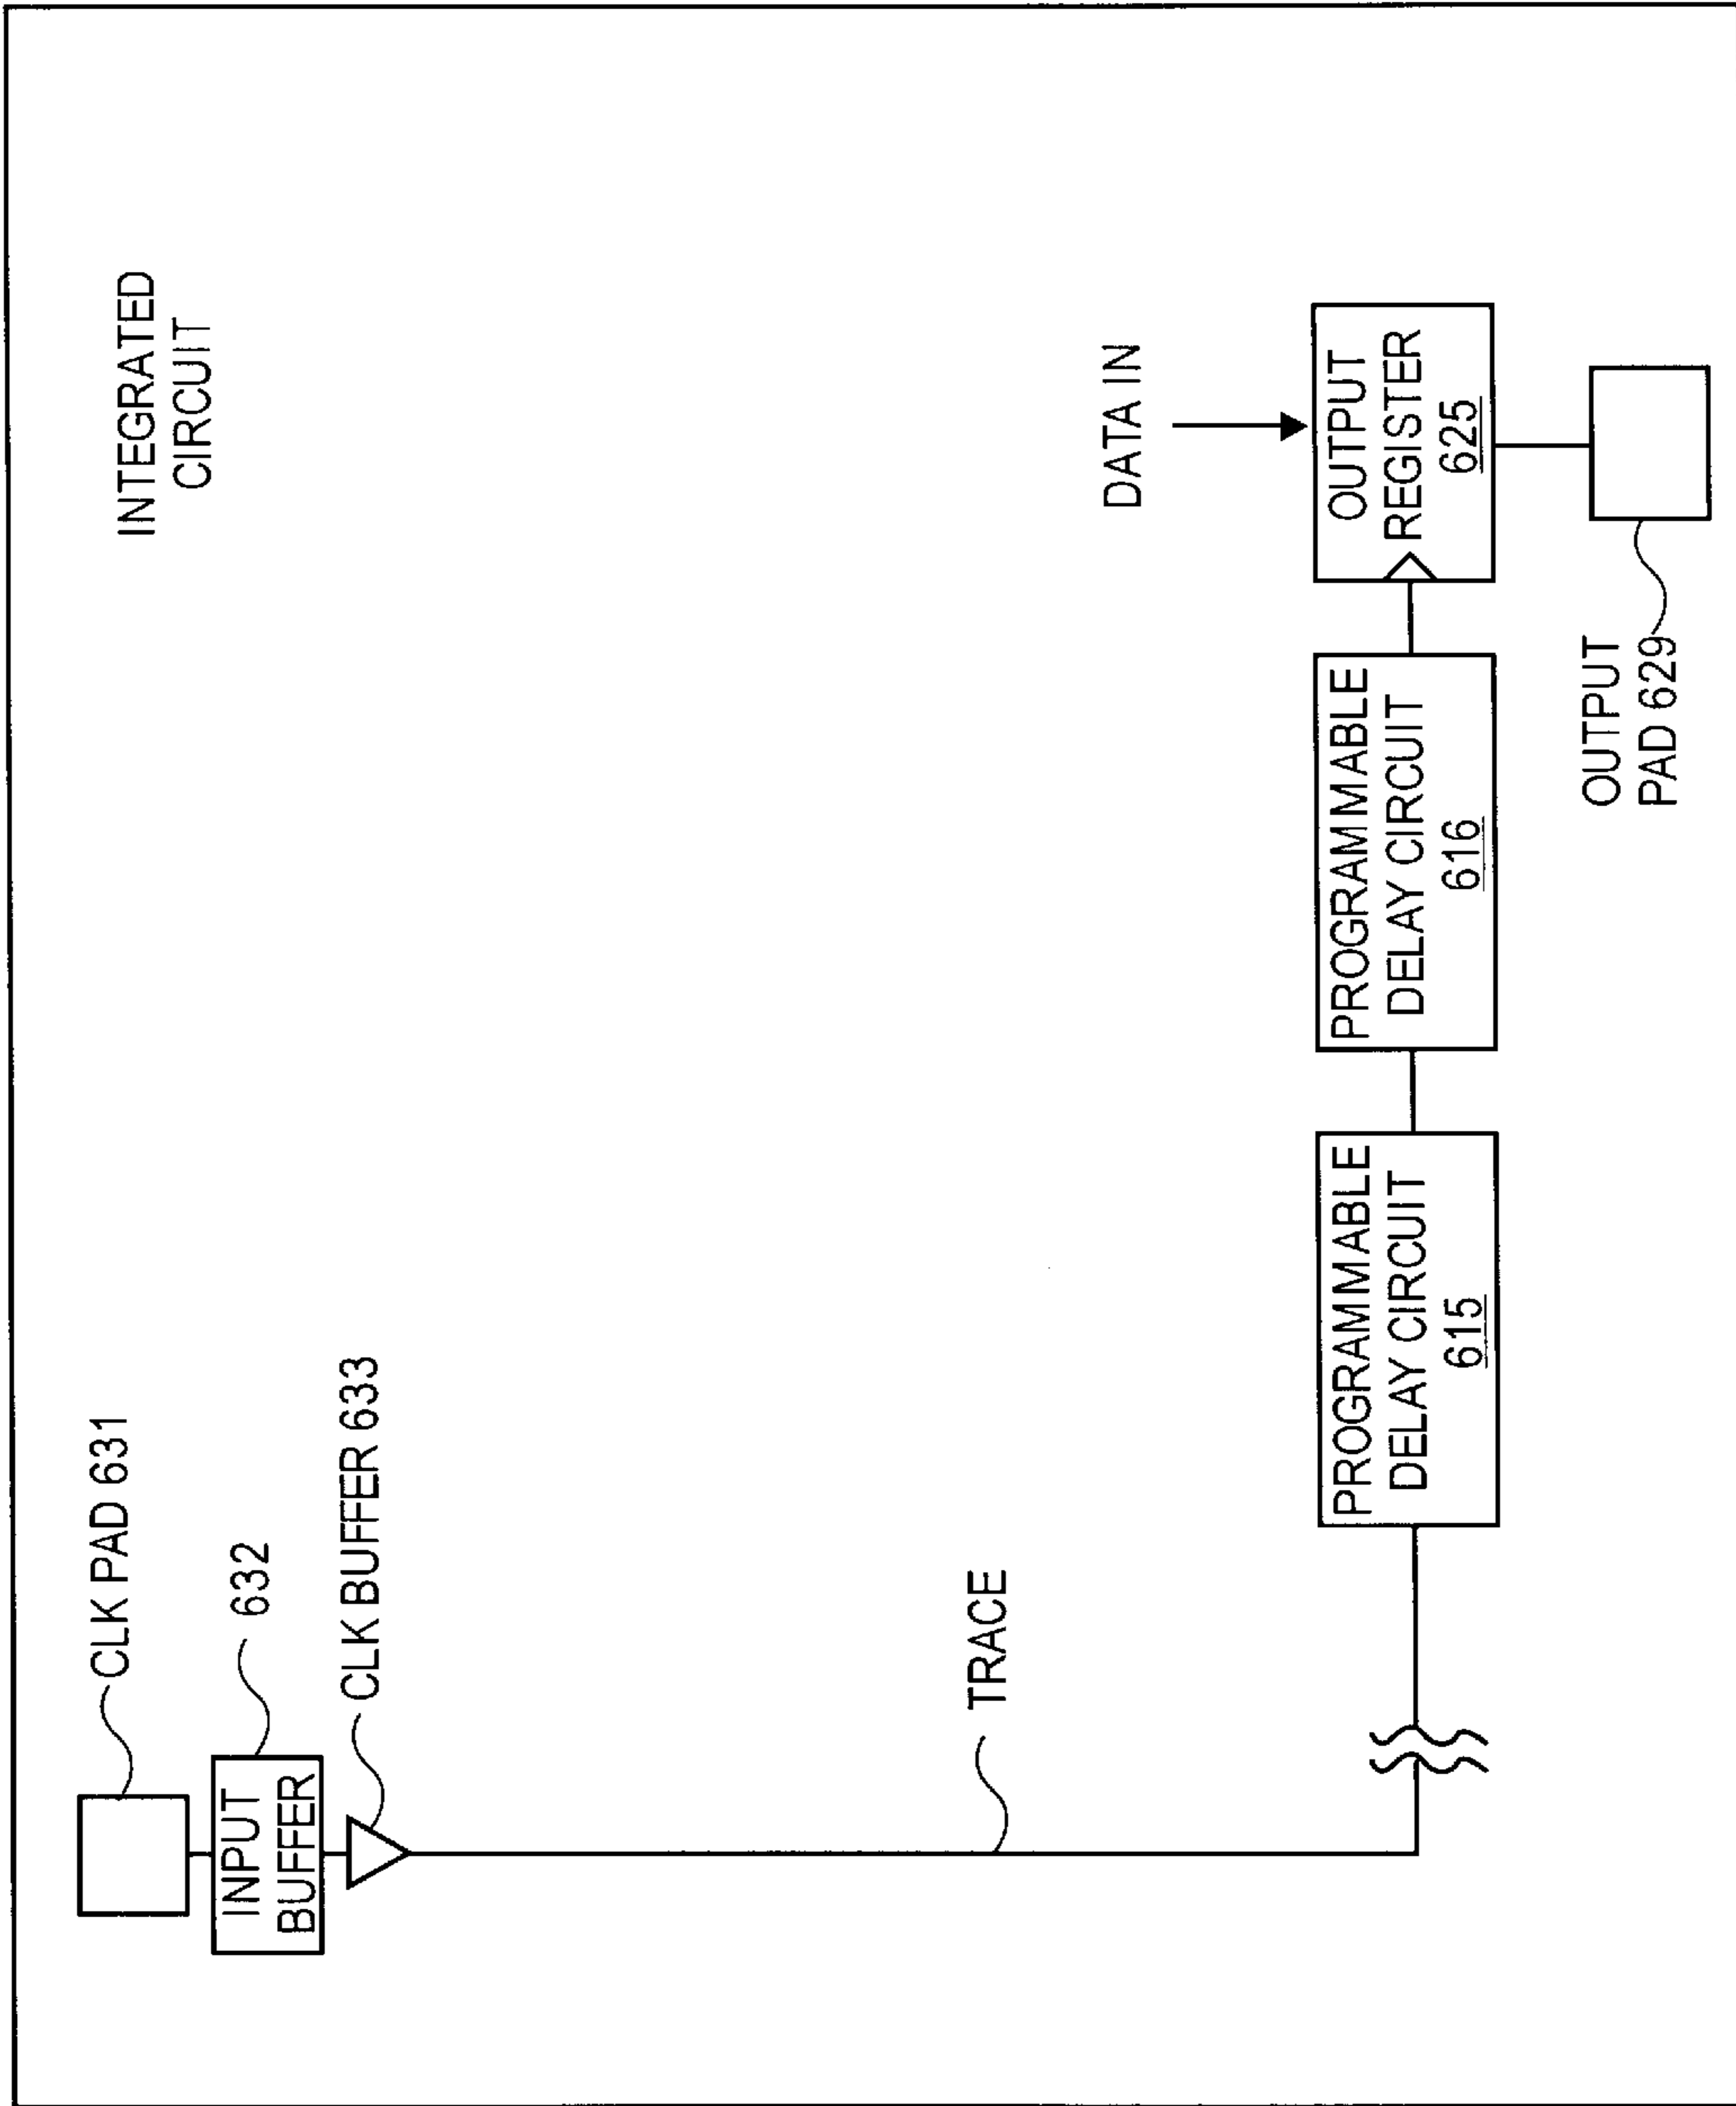 CLK PAD 631
INPUT
BUFFER
632
CLK BUFFER 633
INTEGRATED
CIRCUIT
TRACE
DATA IN
PROGRAMMABLE
DELAY CIRCUIT
615
PROGRAMMABLE
DELAY CIRCUIT
616
OUTPUT
REGISTER
625
OUTPUT
PAD 629